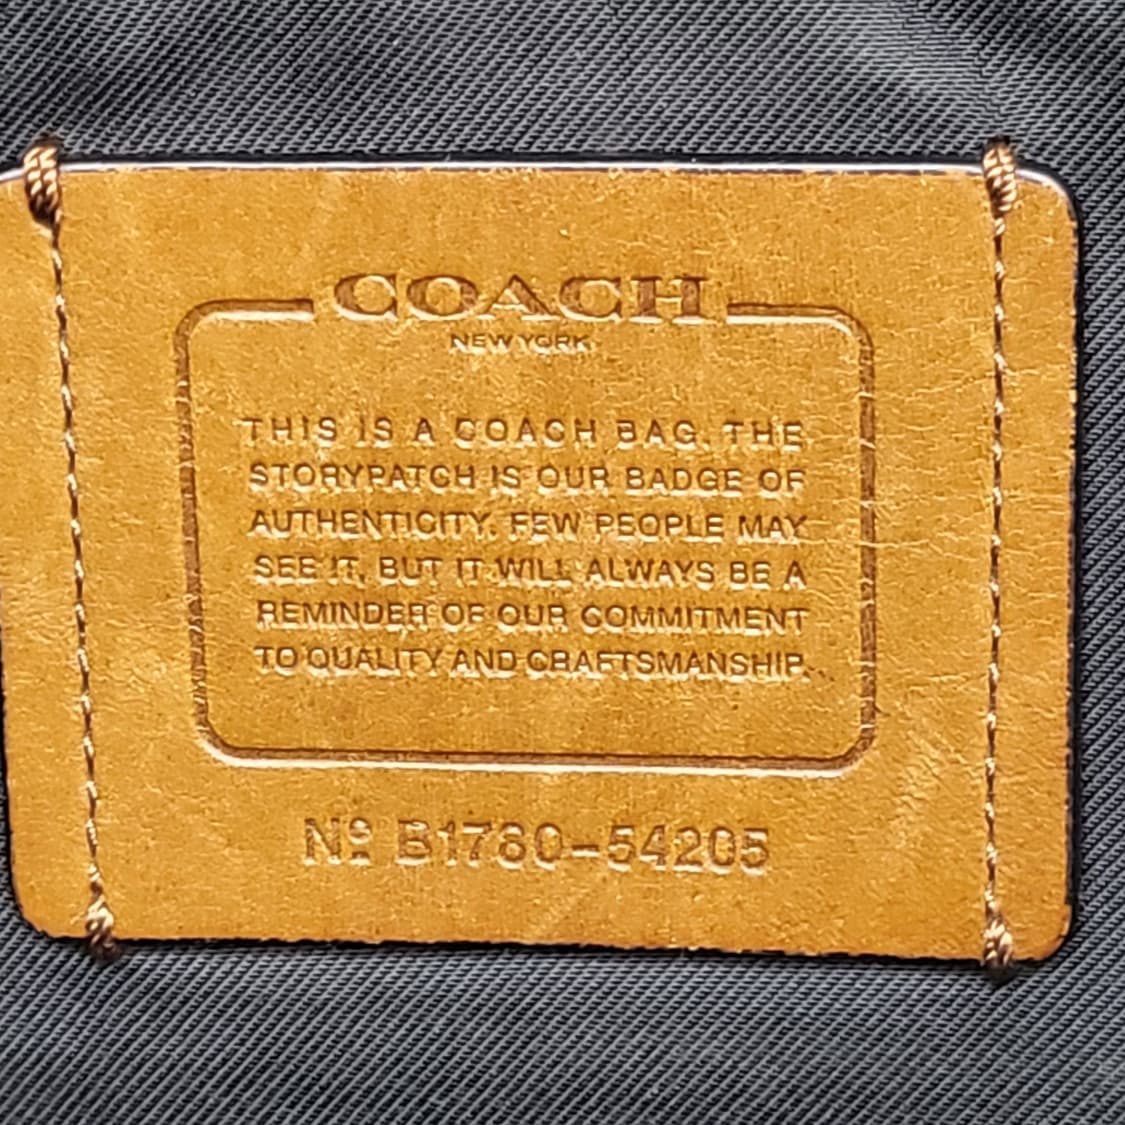 COACH
NEW YORK
THIS IS A COACH BAG. THE
STORYPATCH IS OUR BADGE OF
AUTHENTICITY. FEW PEOPLE MAY
SEE IT, BUT IT WILL ALWAYS BE A
REMINDER OF OUR COMMITMENT
TO QUALITY AND CRAFTSMANSHIP.
Nº B1780-54205